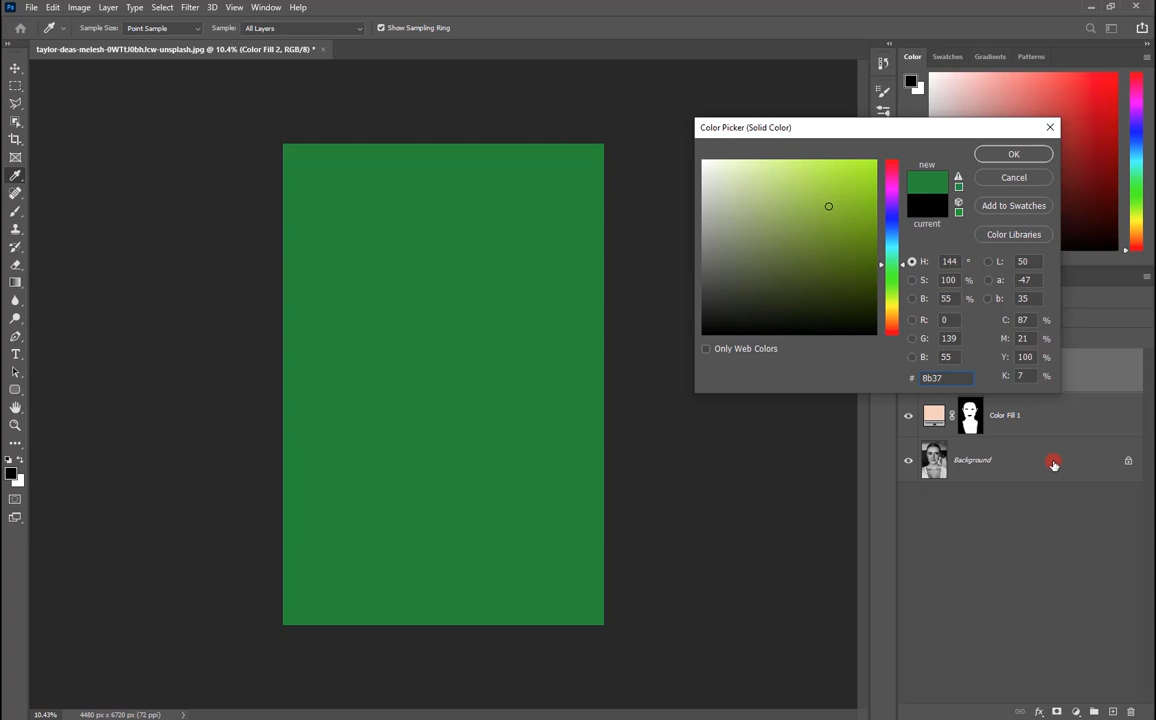 Ps File Edit Image Layer Type Select Filter 3D View Window Help
Sample Size: Point Sample Sample: All Layers Show Sampling Ring
taylor-deas-melesh-0WTtJ0bhJcw-unsplash.jpg @ 10.4% (Color Fill 2, RGB/8) *
Color Swatches Gradients Patterns
Color Picker (Solid Color)
new
current
OK
Cancel
Add to Swatches
Color Libraries
H: 144 ° L: 50
S: 100 % a: -47
B: 55 % b: 35
R: 0 C: 87 %
G: 139 M: 21 %
B: 55 Y: 100 %
# 8b37 K: 7 %
Only Web Colors
Color Fill 1
Background
10.43% 4480 px x 6720 px (72 ppi)